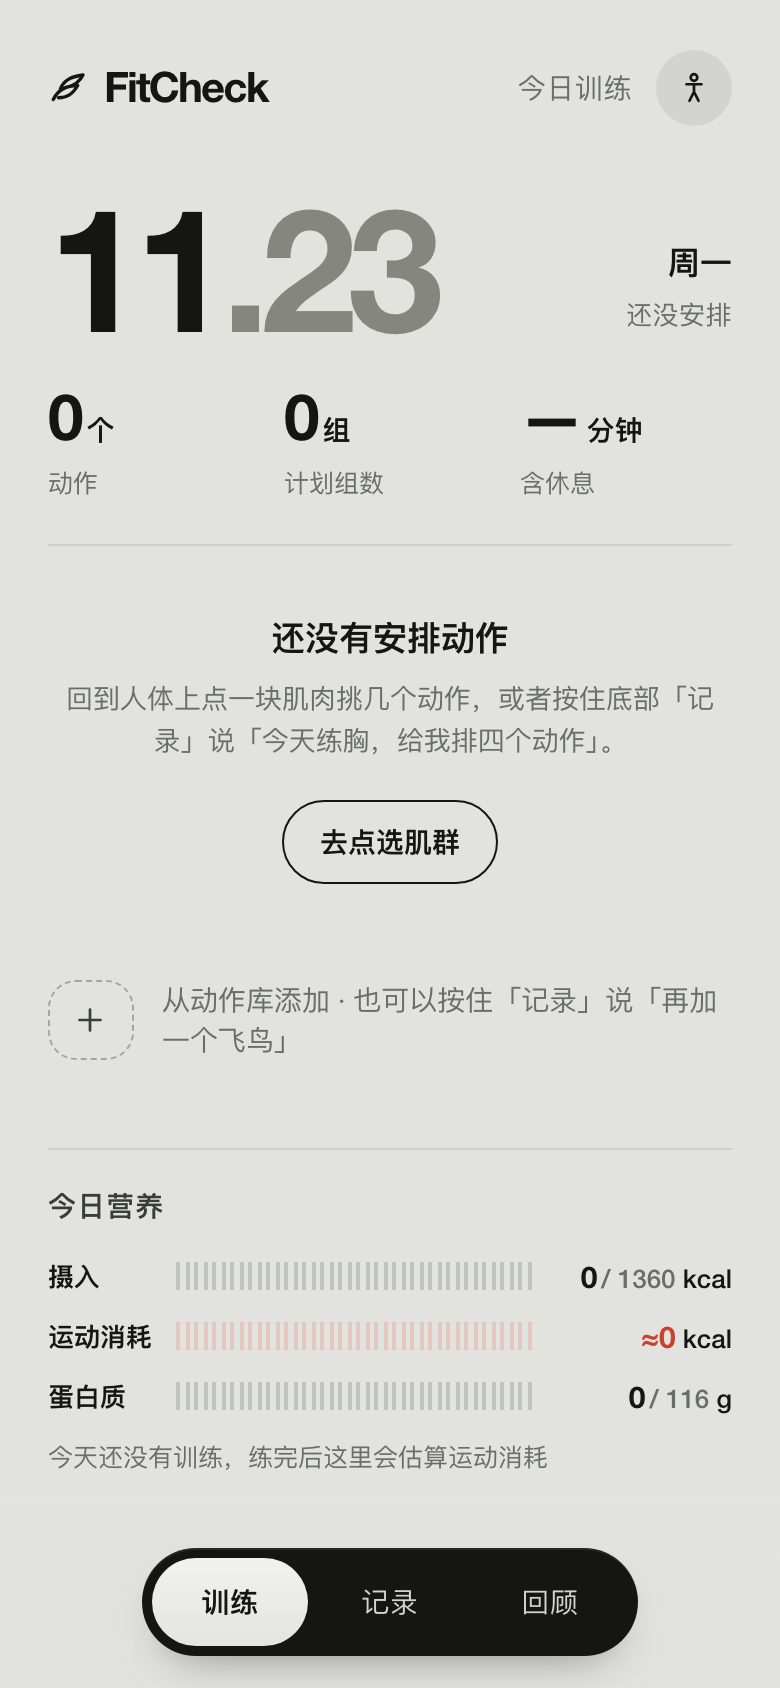 FitCheck
今日训练
11.23
周一
还没安排
0个
0组
— 分钟
动作
计划组数
含休息
还没有安排动作
回到人体上点一块肌肉挑几个动作，或者按住底部「记
录」说「今天练胸，给我排四个动作」。
去点选肌群
从动作库添加 · 也可以按住「记录」说「再加
一个飞鸟」
今日营养
摄入
0 / 1360 kcal
运动消耗
≈0 kcal
蛋白质
0 / 116 g
今天还没有训练，练完后这里会估算运动消耗
训练
记录
回顾